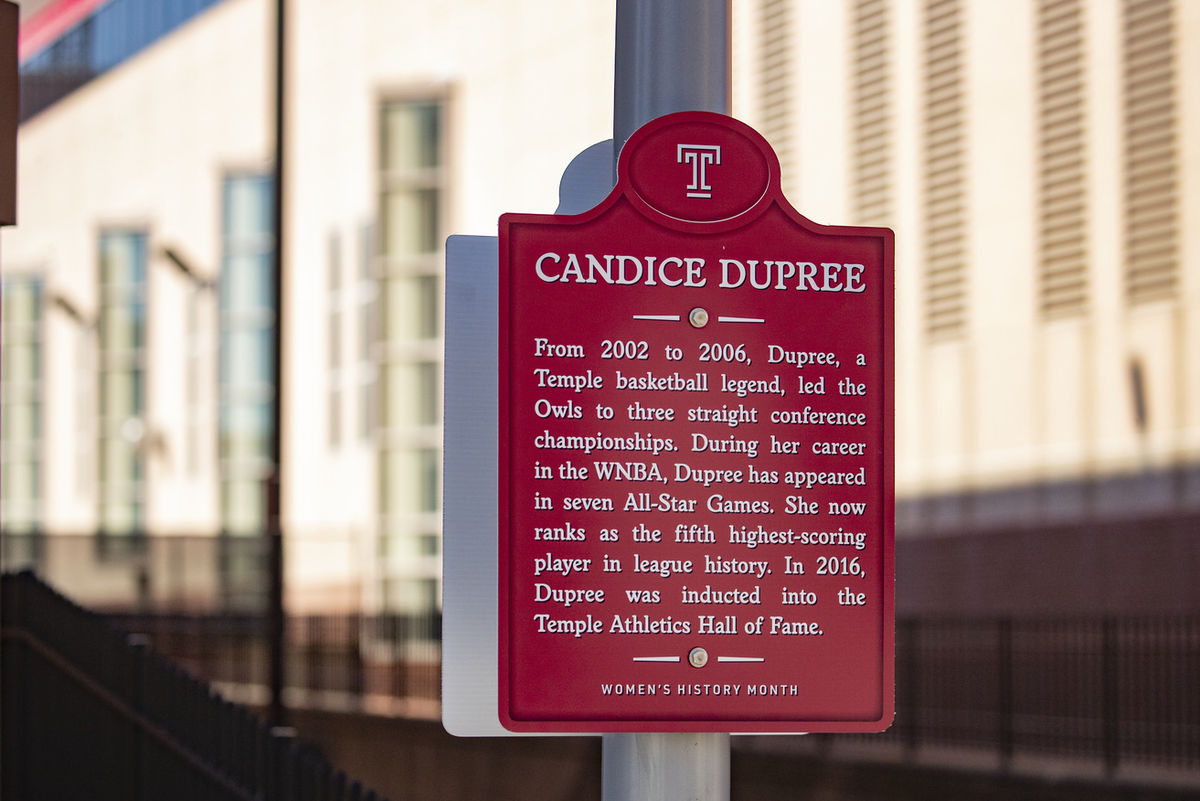 T
CANDICE DUPREE
From 2002 to 2006, Dupree, a
Temple basketball legend, led the
Owls to three straight conference
championships. During her career
in the WNBA, Dupree has appeared
in seven All-Star Games. She now
ranks as the fifth highest-scoring
player in league history. In 2016,
Dupree was inducted into the
Temple Athletics Hall of Fame.
WOMEN'S HISTORY MONTH